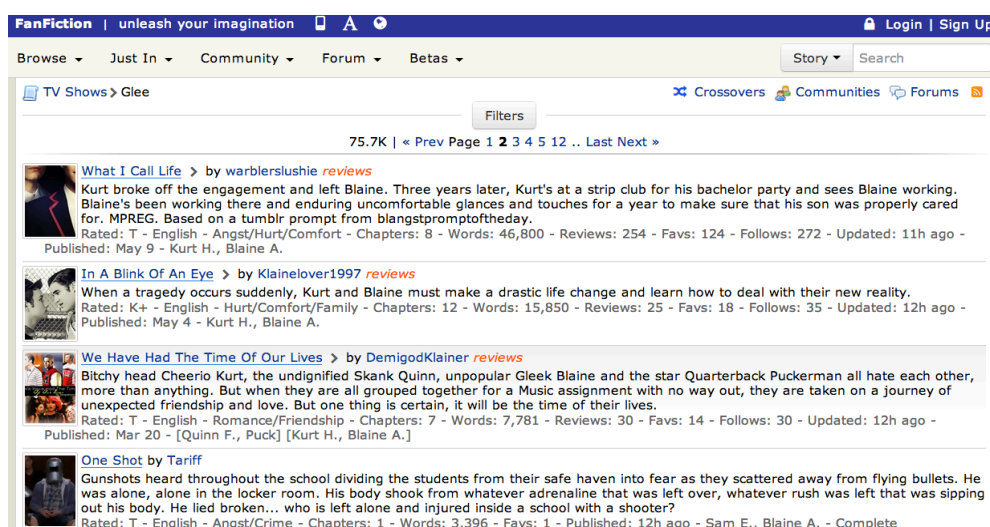 FanFiction | unleash your imagination A Login | Sign Up
Browse Just In Community Forum Betas Story Search
TV Shows > Glee Crossovers Communities Forums
Filters
75.7K | « Prev Page 1 2 3 4 5 12 .. Last Next »
What I Call Life > by warblerslushie reviews
Kurt broke off the engagement and left Blaine. Three years later, Kurt's at a strip club for his bachelor party and sees Blaine working.
Blaine's been working there and enduring uncomfortable glances and touches for a year to make sure that his son was properly cared
for. MPREG. Based on a tumblr prompt from blangstpromptoftheday.
Rated: T - English - Angst/Hurt/Comfort - Chapters: 8 - Words: 46,800 - Reviews: 254 - Favs: 124 - Follows: 272 - Updated: 11h ago -
Published: May 9 - Kurt H., Blaine A.
In A Blink Of An Eye > by Klainelover1997 reviews
When a tragedy occurs suddenly, Kurt and Blaine must make a drastic life change and learn how to deal with their new reality.
Rated: K+ - English - Hurt/Comfort/Family - Chapters: 12 - Words: 15,850 - Reviews: 25 - Favs: 18 - Follows: 35 - Updated: 12h ago -
Published: May 4 - Kurt H., Blaine A.
We Have Had The Time Of Our Lives > by DemigodKlainer reviews
Bitchy head Cheerio Kurt, the undignified Skank Quinn, unpopular Gleek Blaine and the star Quarterback Puckerman all hate each other,
more than anything. But when they are all grouped together for a Music assignment with no way out, they are taken on a journey of
unexpected friendship and love. But one thing is certain, it will be the time of their lives.
Rated: T - English - Romance/Friendship - Chapters: 7 - Words: 7,781 - Reviews: 30 - Favs: 14 - Follows: 30 - Updated: 12h ago -
Published: Mar 20 - [Quinn F., Puck] [Kurt H., Blaine A.]
One Shot by Tariff
Gunshots heard throughout the school dividing the students from their safe haven into fear as they scattered away from flying bullets. He
was alone, alone in the locker room. His body shook from whatever adrenaline that was left over, whatever rush was left that was sipping
out his body. He lied broken... who is left alone and injured inside a school with a shooter?
Rated: T - English - Angst/Crime - Chapters: 1 - Words: 3,396 - Favs: 1 - Published: 12h ago - Sam E., Blaine A. - Complete